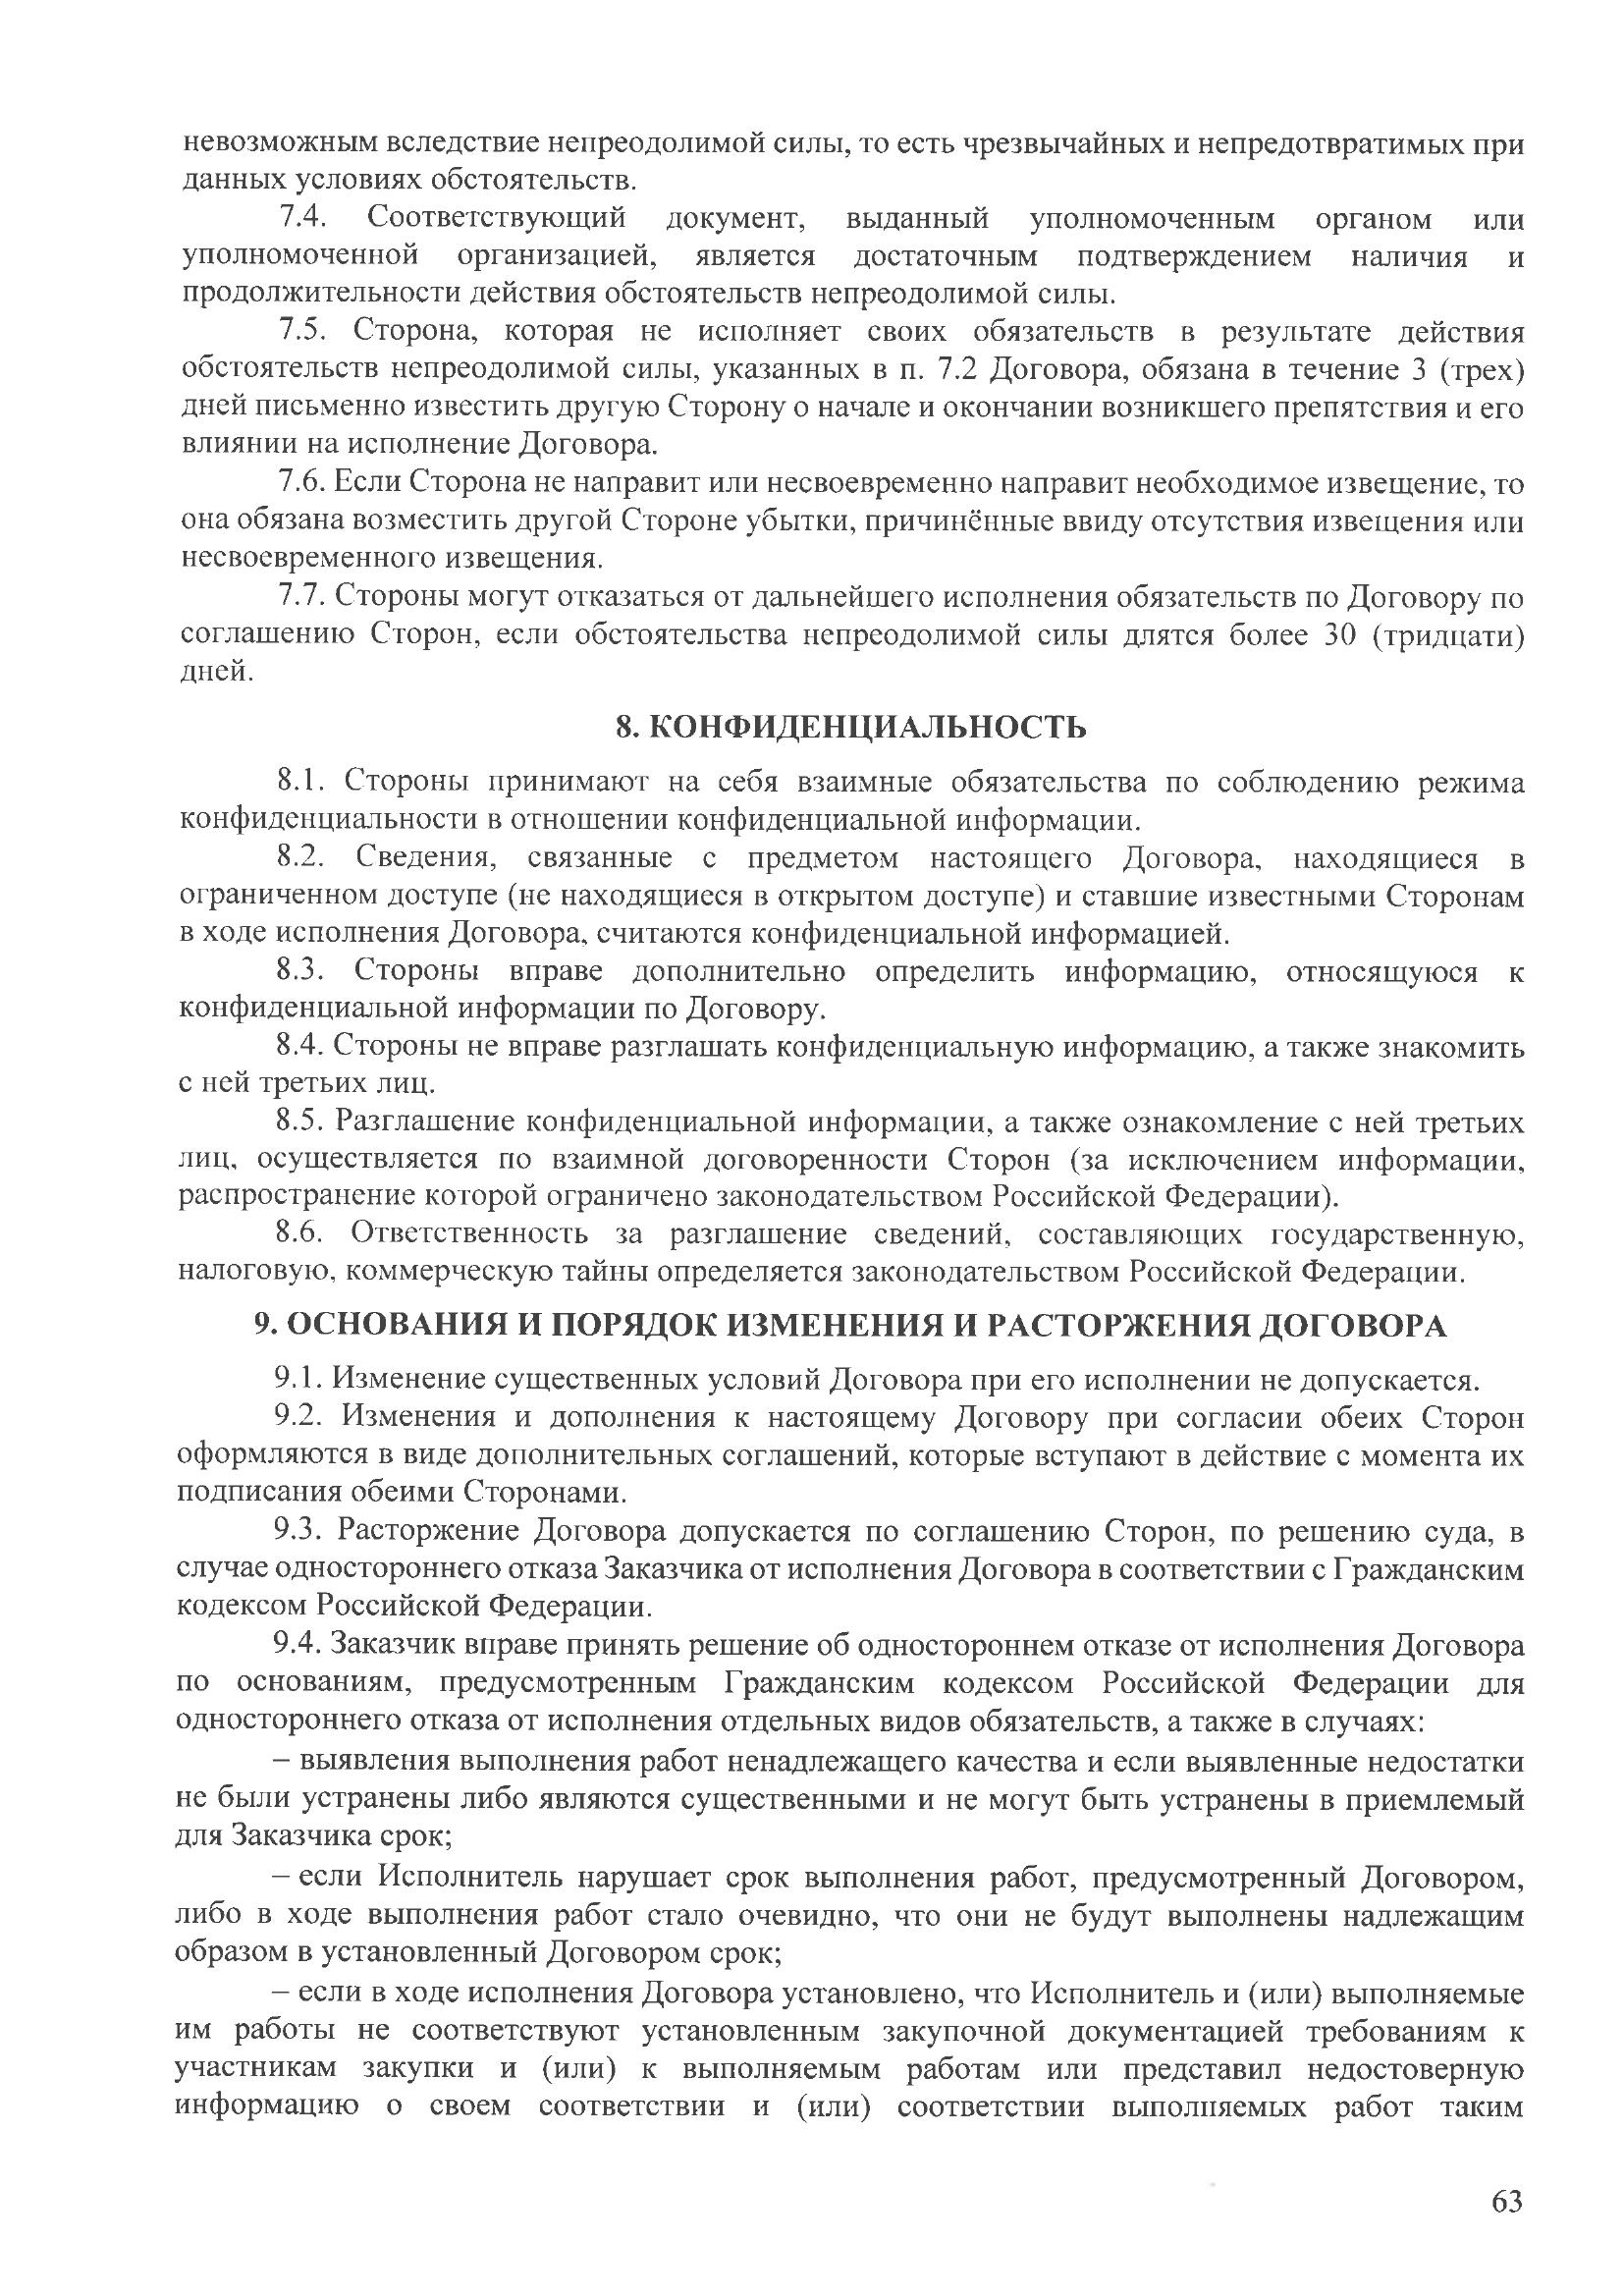 невозможным вследствие непреодолимой силы, то есть чрезвычайных и непредотвратимых при
данных условиях обстоятельств.
7.4. Соответствующий документ, выданный уполномоченным органом или
уполномоченной организацией, является достаточным подтверждением наличия и
продолжительности действия обстоятельств непреодолимой силы.
7.5. Сторона, которая не исполняет своих обязательств в результате действия
обстоятельств непреодолимой силы, указанных в п. 7.2 Договора, обязана в течение 3 (трех)
дней письменно известить другую Сторону о начале и окончании возникшего препятствия и его
влиянии на исполнение Договора.
7.6. Если Сторона не направит или несвоевременно направит необходимое извещение, то
она обязана возместить другой Стороне убытки, причинённые ввиду отсутствия извещения или
несвоевременного извещения.
7.7. Стороны могут отказаться от дальнейшего исполнения обязательств по Договору по
соглашению Сторон, если обстоятельства непреодолимой силы длятся более 30 (тридцати)
дней.
8. КОНФИДЕНЦИАЛЬНОСТЬ
8.1. Стороны принимают на себя взаимные обязательства по соблюдению режима
конфиденциальности в отношении конфиденциальной информации.
8.2. Сведения, связанные с предметом настоящего Договора, находящиеся в
ограниченном доступе (не находящиеся в открытом доступе) и ставшие известными Сторонам
в ходе исполнения Договора, считаются конфиденциальной информацией.
8.3. Стороны вправе дополнительно определить информацию, относящуюся к
конфиденциальной информации по Договору.
8.4. Стороны не вправе разглашать конфиденциальную информацию, а также знакомить
с ней третьих лиц.
8.5. Разглашение конфиденциальной информации, а также ознакомление с ней третьих
лиц, осуществляется по взаимной договоренности Сторон (за исключением информации,
распространение которой ограничено законодательством Российской Федерации).
8.6. Ответственность за разглашение сведений, составляющих государственную,
налоговую, коммерческую тайны определяется законодательством Российской Федерации.
9. ОСНОВАНИЯ И ПОРЯДОК ИЗМЕНЕНИЯ И РАСТОРЖЕНИЯ ДОГОВОРА
9.1. Изменение существенных условий Договора при его исполнении не допускается.
9.2. Изменения и дополнения к настоящему Договору при согласии обеих Сторон
оформляются в виде дополнительных соглашений, которые вступают в действие с момента их
подписания обеими Сторонами.
9.3. Расторжение Договора допускается по соглашению Сторон, по решению суда, в
случае одностороннего отказа Заказчика от исполнения Договора в соответствии с Гражданским
кодексом Российской Федерации.
9.4. Заказчик вправе принять решение об одностороннем отказе от исполнения Договора
по основаниям, предусмотренным Гражданским кодексом Российской Федерации для
одностороннего отказа от исполнения отдельных видов обязательств, а также в случаях:
– выявления выполнения работ ненадлежащего качества и если выявленные недостатки
не были устранены либо являются существенными и не могут быть устранены в приемлемый
для Заказчика срок;
– если Исполнитель нарушает срок выполнения работ, предусмотренный Договором,
либо в ходе выполнения работ стало очевидно, что они не будут выполнены надлежащим
образом в установленный Договором срок;
– если в ходе исполнения Договора установлено, что Исполнитель и (или) выполняемые
им работы не соответствуют установленным закупочной документацией требованиям к
участникам закупки и (или) к выполняемым работам или представил недостоверную
информацию о своем соответствии и (или) соответствии выполняемых работ таким
63